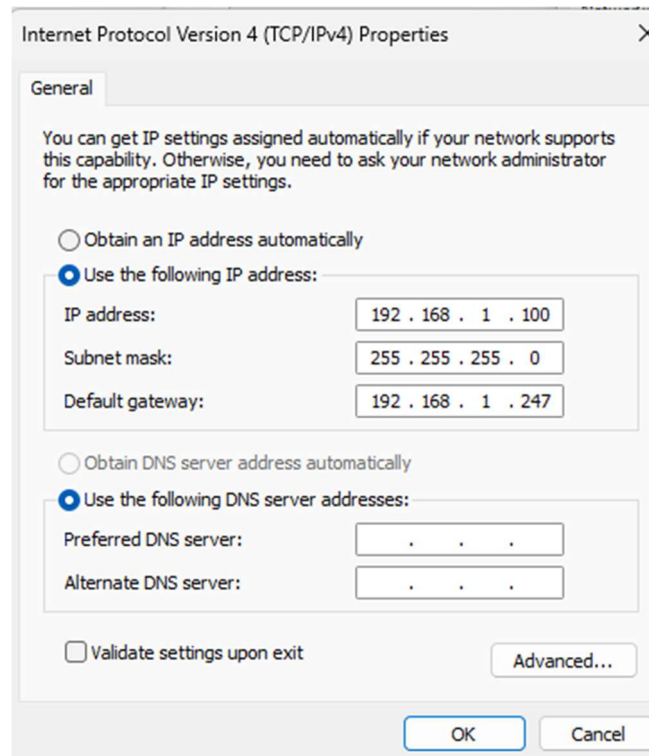 Internet Protocol Version 4 (TCP/IPv4) Properties
General
You can get IP settings assigned automatically if your network supports
this capability. Otherwise, you need to ask your network administrator
for the appropriate IP settings.
Obtain an IP address automatically
Use the following IP address:
IP address: 192 . 168 . 1 . 100
Subnet mask: 255 . 255 . 255 . 0
Default gateway: 192 . 168 . 1 . 247
Obtain DNS server address automatically
Use the following DNS server addresses:
Preferred DNS server: . . .
Alternate DNS server: . . .
Validate settings upon exit
Advanced...
OK Cancel